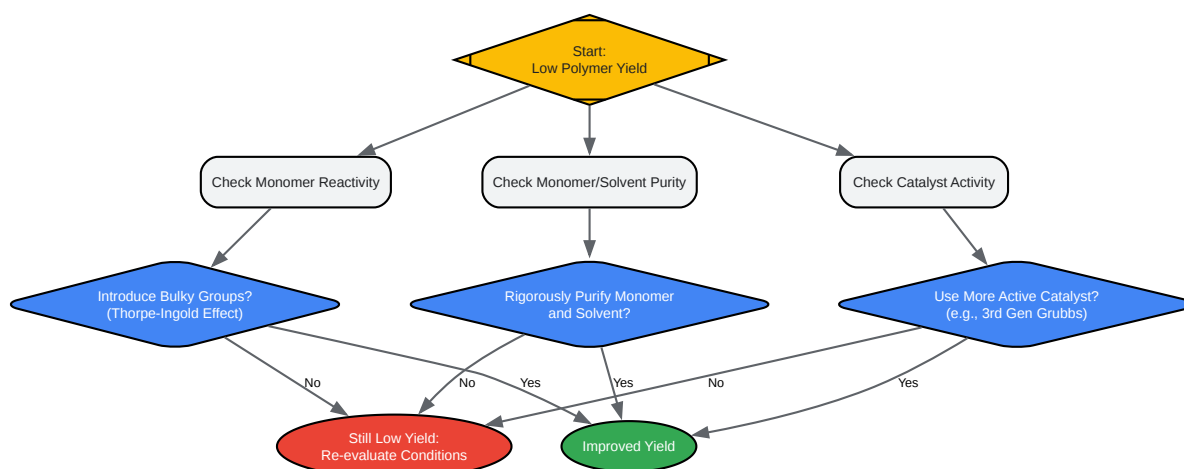 Start:
Low Polymer Yield
Check Monomer Reactivity
Check Monomer/Solvent Purity
Check Catalyst Activity
Introduce Bulky Groups?
(Thorpe-Ingold Effect)
Rigorously Purify Monomer
and Solvent?
Use More Active Catalyst?
(e.g., 3rd Gen Grubbs)
No
Yes
No
Yes
No
Yes
Still Low Yield:
Re-evaluate Conditions
Improved Yield